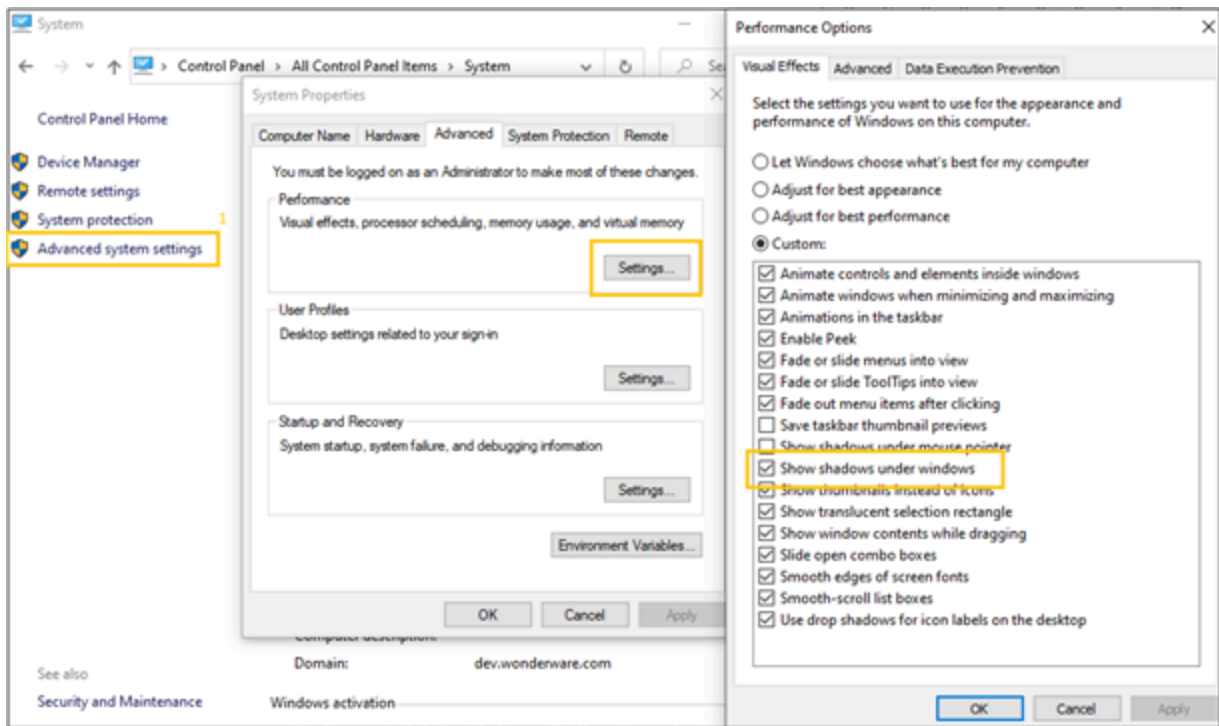 System
Control Panel > All Control Panel Items > System
Control Panel Home
Device Manager
Remote settings
System protection
1
Advanced system settings
See also
Security and Maintenance
System Properties
Computer Name Hardware Advanced System Protection Remote
You must be logged on as an Administrator to make most of these changes.
Performance
Visual effects, processor scheduling, memory usage, and virtual memory
Settings...
User Profiles
Desktop settings related to your sign-in
Settings...
Startup and Recovery
System startup, system failure, and debugging information
Settings...
Environment Variables...
OK Cancel Apply
Computer description:
Domain: dev.wonderware.com
Windows activation
Performance Options
Visual Effects Advanced Data Execution Prevention
Select the settings you want to use for the appearance and
performance of Windows on this computer.
Let Windows choose what's best for my computer
Adjust for best appearance
Adjust for best performance
Custom:
Animate controls and elements inside windows
Animate windows when minimizing and maximizing
Animations in the taskbar
Enable Peek
Fade or slide menus into view
Fade or slide ToolTips into view
Fade out menu items after clicking
Save taskbar thumbnail previews
Show shadows under mouse pointer
Show shadows under windows
Show thumbnails instead of icons
Show translucent selection rectangle
Show window contents while dragging
Slide open combo boxes
Smooth edges of screen fonts
Smooth-scroll list boxes
Use drop shadows for icon labels on the desktop
OK Cancel Apply